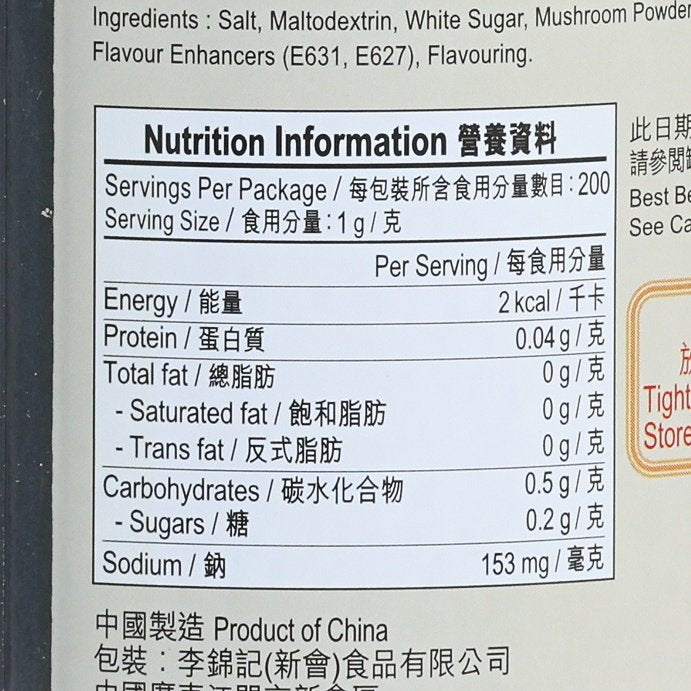 Ingredients : Salt, Maltodextrin, White Sugar, Mushroom Powder
Flavour Enhancers (E631, E627), Flavouring.
Nutrition Information 營養資料
Servings Per Package / 每包裝所含食用分量數目：200
Serving Size / 食用分量：1 g / 克
Per Serving / 每食用分量
Energy / 能量 2 kcal / 千卡
Protein / 蛋白質 0.04 g / 克
Total fat / 總脂肪 0 g / 克
- Saturated fat / 飽和脂肪 0 g / 克
- Trans fat / 反式脂肪 0 g / 克
Carbohydrates / 碳水化合物 0.5 g / 克
- Sugars / 糖 0.2 g / 克
Sodium / 鈉 153 mg / 毫克
中國製造 Product of China
包裝：李錦記(新會)食品有限公司
此日期
請參閱
Best Be
See Ca
Tight
Store